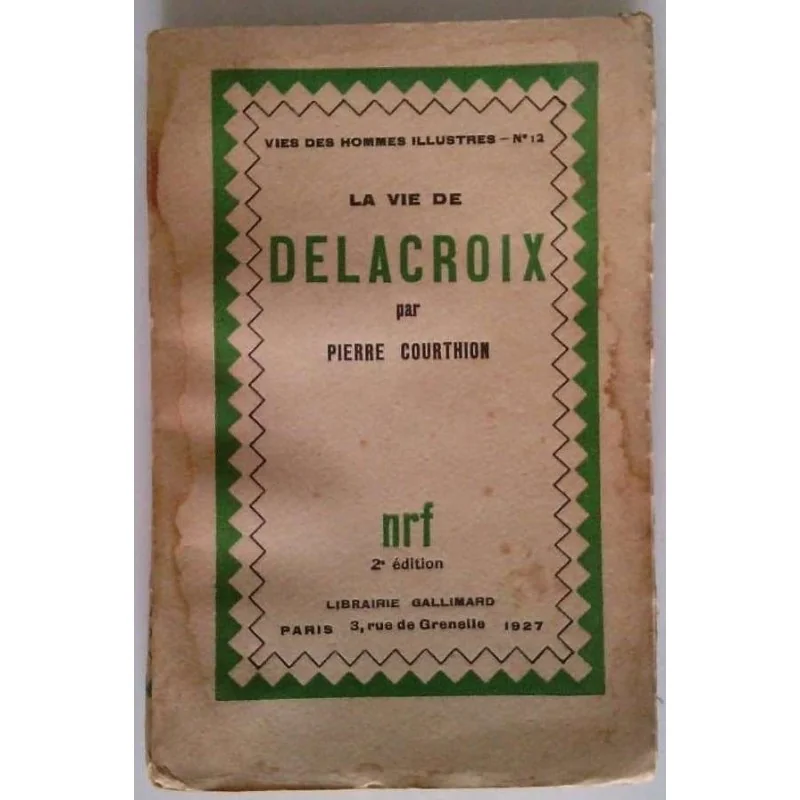 VIES DES HOMMES ILLUSTRES – N° 12
LA VIE DE
DELACROIX
par
PIERRE COURTHION
nrf
2e édition
LIBRAIRIE GALLIMARD
PARIS 3, rue de Grenelle 1927